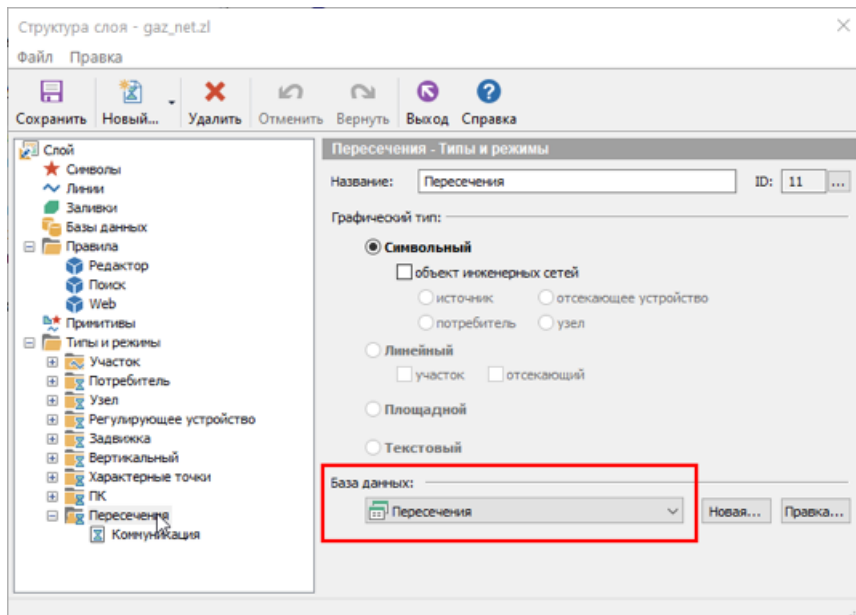 Структура слоя - gaz_net.zl
Файл Правка
Сохранить Новый... Удалить Отменить Вернуть Выход Справка
Слой
Символы
Линии
Заливки
Базы данных
Правила
Редактор
Поиск
Web
Примитивы
Типы и режимы
Участок
Потребитель
Узел
Регулирующее устройство
Задвижка
Вертикальный
Характерные точки
ПК
Пересечения
Коммуникация
Пересечения - Типы и режимы
Название: Пересечения ID: 11 ...
Графический тип:
Символьный
объект инженерных сетей
источник отсекающее устройство
потребитель узел
Линейный
участок отсекающий
Площадной
Текстовый
База данных:
Пересечения Новая... Правка...